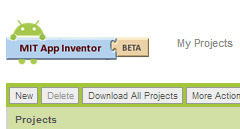 MIT App Inventor BETA
My Projects
New Delete Download All Projects More Action
Projects